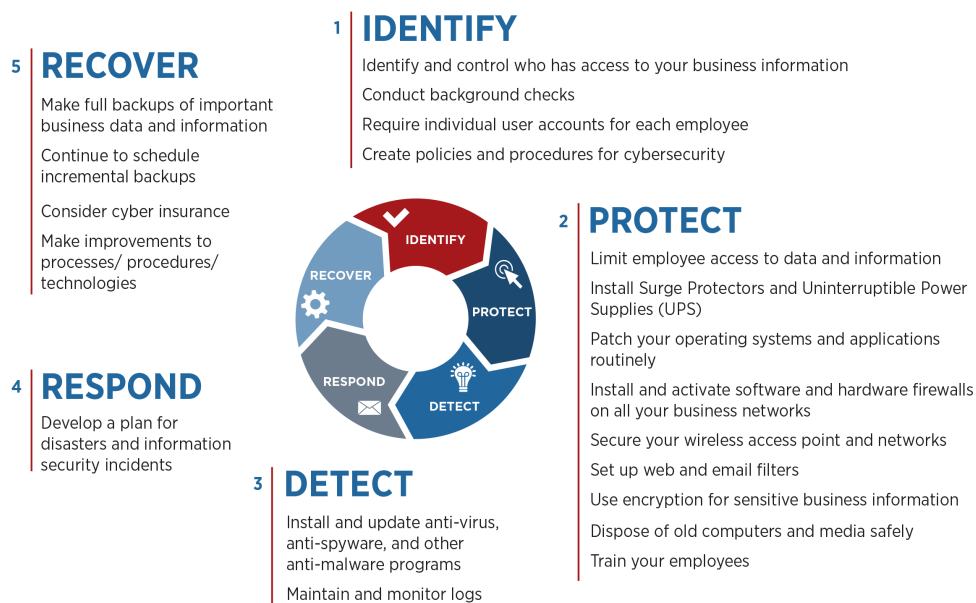 1
IDENTIFY
Identify and control who has access to your business information
Conduct background checks
Require individual user accounts for each employee
Create policies and procedures for cybersecurity
2
PROTECT
Limit employee access to data and information
Install Surge Protectors and Uninterruptible Power
Supplies (UPS)
Patch your operating systems and applications
routinely
Install and activate software and hardware firewalls
on all your business networks
Secure your wireless access point and networks
Set up web and email filters
Use encryption for sensitive business information
Dispose of old computers and media safely
Train your employees
3
DETECT
Install and update anti-virus,
anti-spyware, and other
anti-malware programs
Maintain and monitor logs
4
RESPOND
Develop a plan for
disasters and information
security incidents
5
RECOVER
Make full backups of important
business data and information
Continue to schedule
incremental backups
Consider cyber insurance
Make improvements to
processes/ procedures/
technologies
IDENTIFY
PROTECT
DETECT
RESPOND
RECOVER